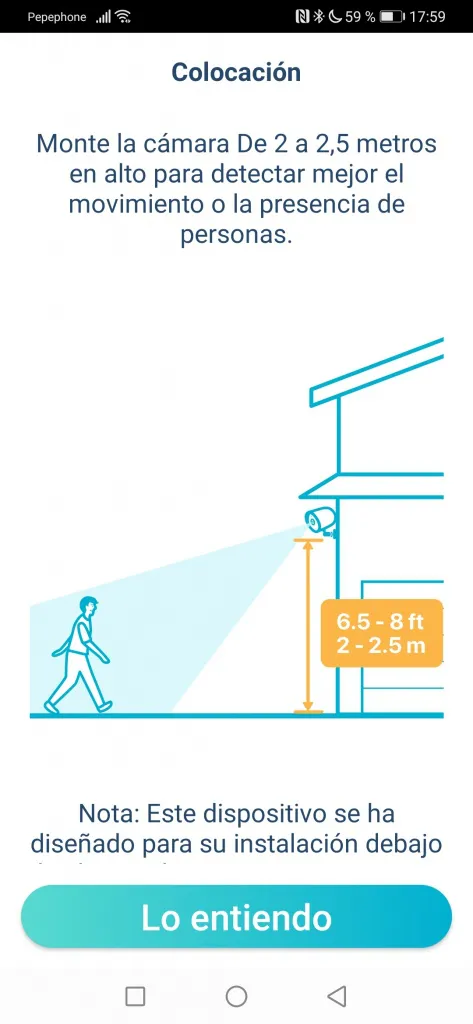 Pepephone 59 % 17:59
Colocación
Monte la cámara De 2 a 2,5 metros
en alto para detectar mejor el
movimiento o la presencia de
personas.
6.5 - 8 ft
2 - 2.5 m
Nota: Este dispositivo se ha
diseñado para su instalación debajo
Lo entiendo